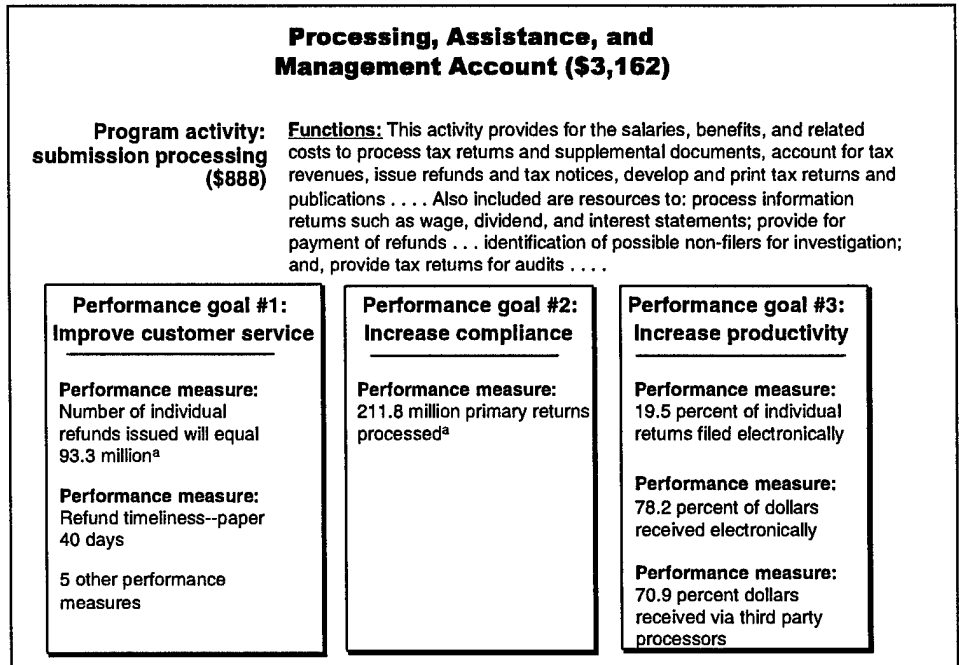 Processing, Assistance, and
Management Account ($3,162)
Program activity:
submission processing
($888)
Functions: This activity provides for the salaries, benefits, and related
costs to process tax returns and supplemental documents, account for tax
revenues, issue refunds and tax notices, develop and print tax returns and
publications . . . . Also included are resources to: process information
returns such as wage, dividend, and interest statements; provide for
payment of refunds . . . identification of possible non-filers for investigation;
and, provide tax returns for audits . . . .
Performance goal #1:
Improve customer service
Performance measure:
Number of individual
refunds issued will equal
93.3 millionª
Performance measure:
Refund timeliness--paper
40 days
5 other performance
measures
Performance goal #2:
Increase compliance
Performance measure:
211.8 million primary returns
processedª
Performance goal #3:
Increase productivity
Performance measure:
19.5 percent of individual
returns filed electronically
Performance measure:
78.2 percent of dollars
received electronically
Performance measure:
70.9 percent dollars
received via third party
processors